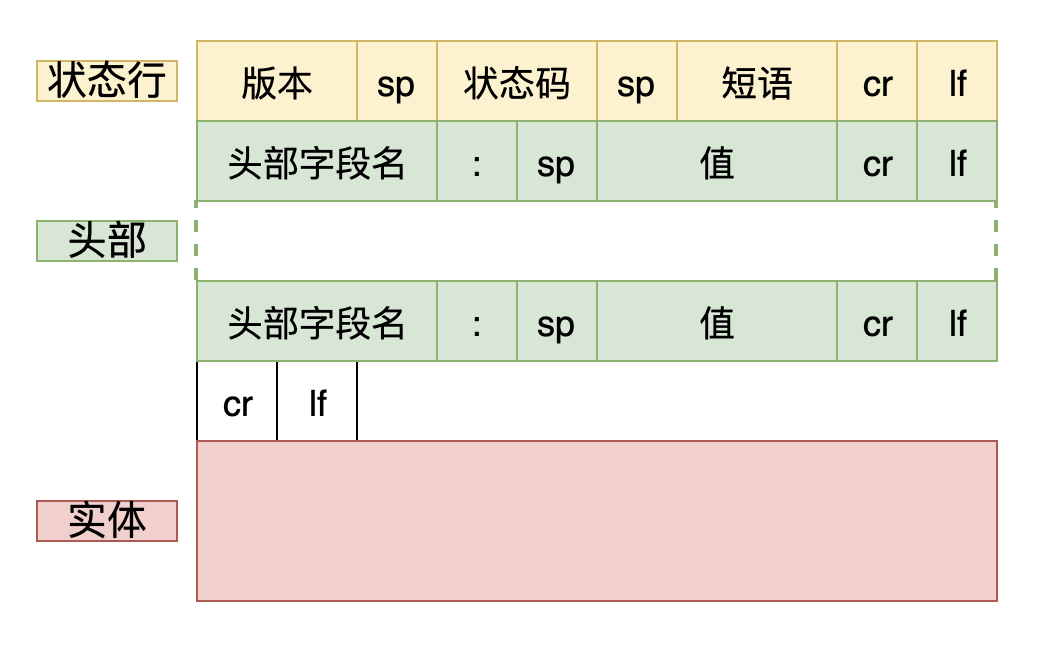 状态行 版本 sp 状态码 sp 短语 cr lf
头部字段名 : sp 值 cr lf
头部
头部字段名 : sp 值 cr lf
cr lf
实体